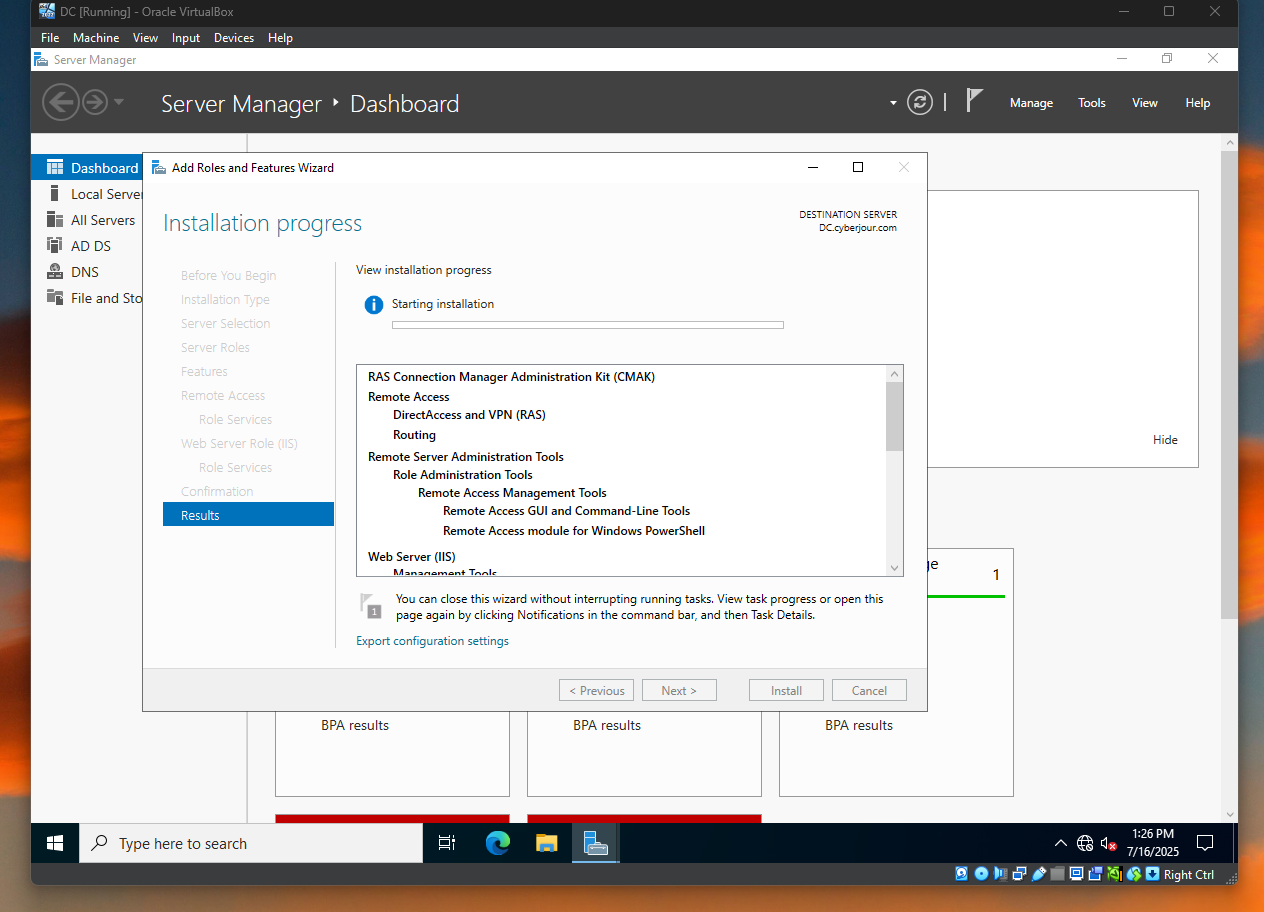 DC [Running] - Oracle VirtualBox
File Machine View Input Devices Help
Server Manager
Server Manager Dashboard
Manage Tools View Help
Dashboard
Local Server
All Servers
AD DS
DNS
File and Sto
Add Roles and Features Wizard
Installation progress
DESTINATION SERVER
DC.cyberjour.com
Before You Begin
Installation Type
Server Selection
Server Roles
Features
Remote Access
Role Services
Web Server Role (IIS)
Role Services
Confirmation
Results
View installation progress
Starting installation
RAS Connection Manager Administration Kit (CMAK)
Remote Access
DirectAccess and VPN (RAS)
Routing
Remote Server Administration Tools
Role Administration Tools
Remote Access Management Tools
Remote Access GUI and Command-Line Tools
Remote Access module for Windows PowerShell
Web Server (IIS)
Management Tools
1
You can close this wizard without interrupting running tasks. View task progress or open this
page again by clicking Notifications in the command bar, and then Task Details.
Export configuration settings
< Previous Next > Install Cancel
Hide
ge 1
BPA results BPA results BPA results
Type here to search
1:26 PM
7/16/2025
Right Ctrl